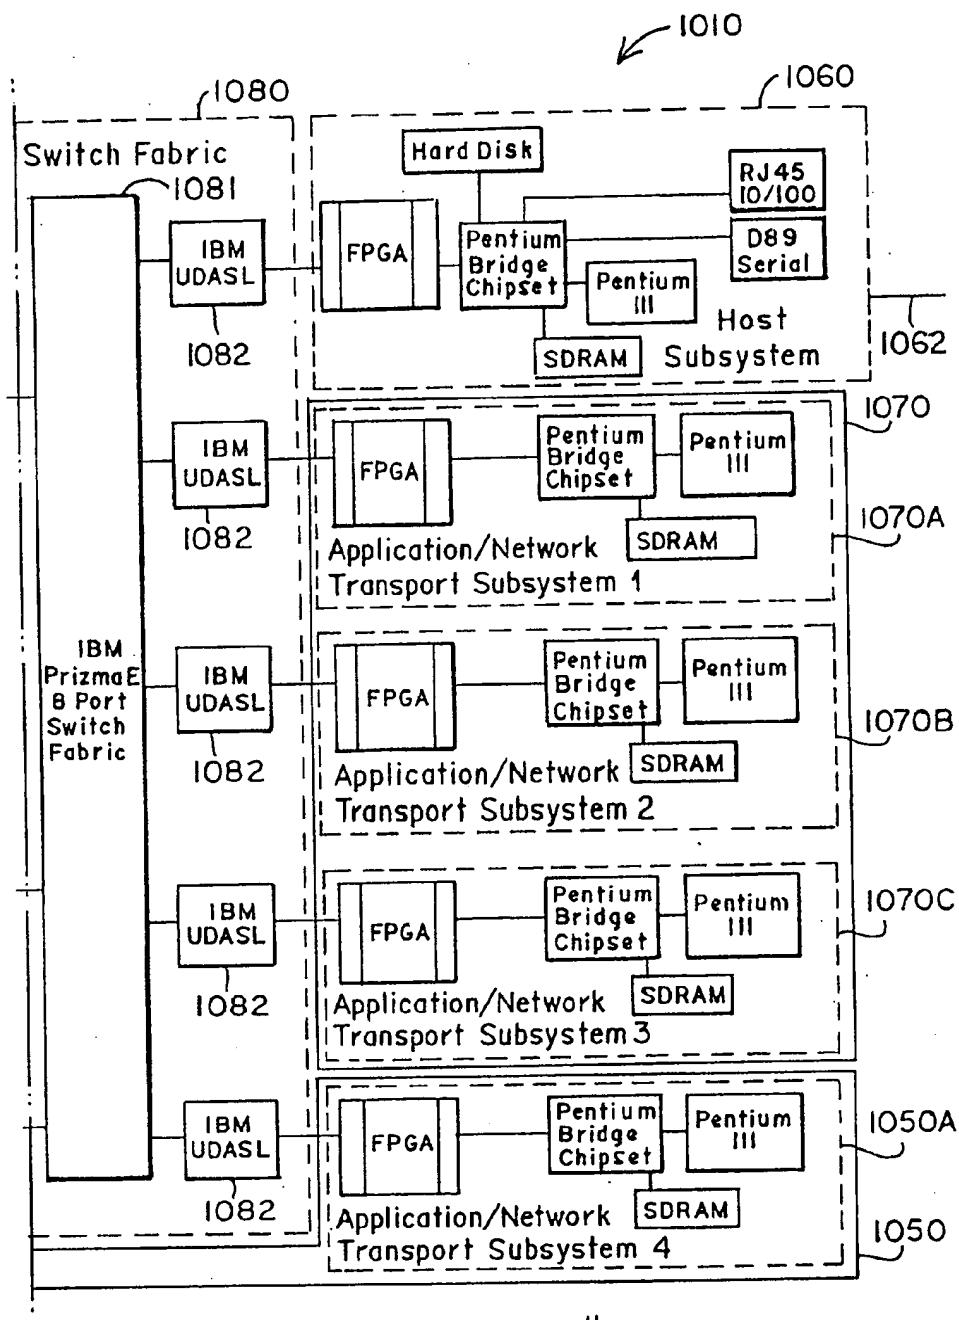 1010
1080
1060
Switch Fabric
1081
Hard Disk
RJ45
10/100
IBM
UDASL
FPGA
Pentium
Bridge
Chipset
D89
Serial
Pentium
III
1082
SDRAM
Host
Subsystem
1062
1070
IBM
UDASL
FPGA
Pentium
Bridge
Chipset
Pentium
III
1082
1070A
SDRAM
Application/Network
Transport Subsystem 1
IBM
PrizmaE
8 Port
Switch
Fabric
IBM
UDASL
FPGA
Pentium
Bridge
Chipset
Pentium
III
1070B
1082
SDRAM
Application/Network
Transport Subsystem 2
IBM
UDASL
FPGA
Pentium
Bridge
Chipset
Pentium
III
1070C
1082
SDRAM
Application/Network
Transport Subsystem 3
IBM
UDASL
FPGA
Pentium
Bridge
Chipset
Pentium
III
1050A
1082
SDRAM
Application/Network
Transport Subsystem 4
1050